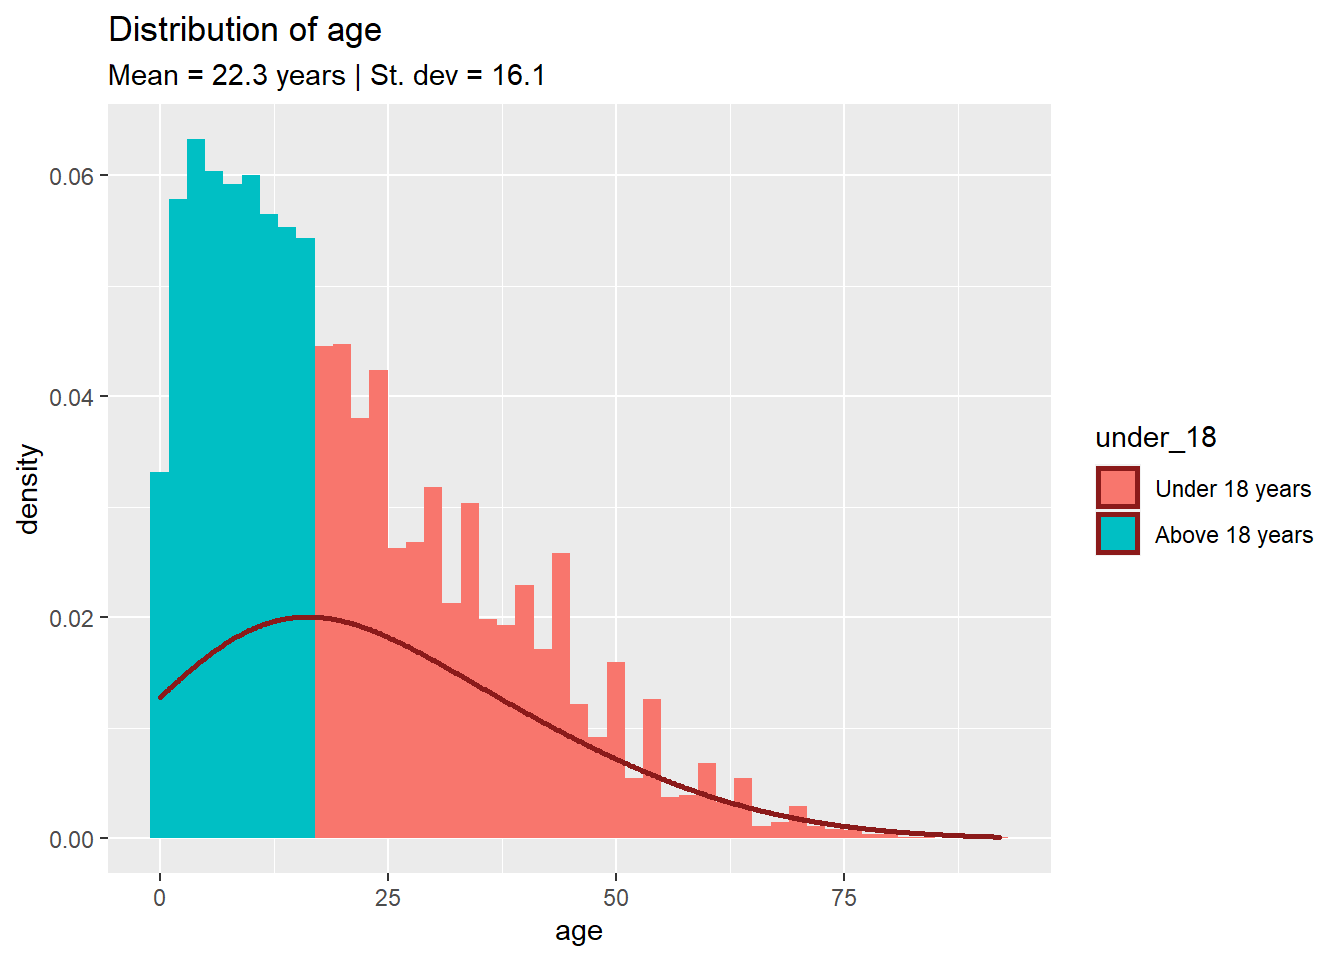 Distribution of age
Mean = 22.3 years | St. dev = 16.1
0.06
0.04
0.02
0.00
density
0 25 50 75
age
under_18
Under 18 years
Above 18 years